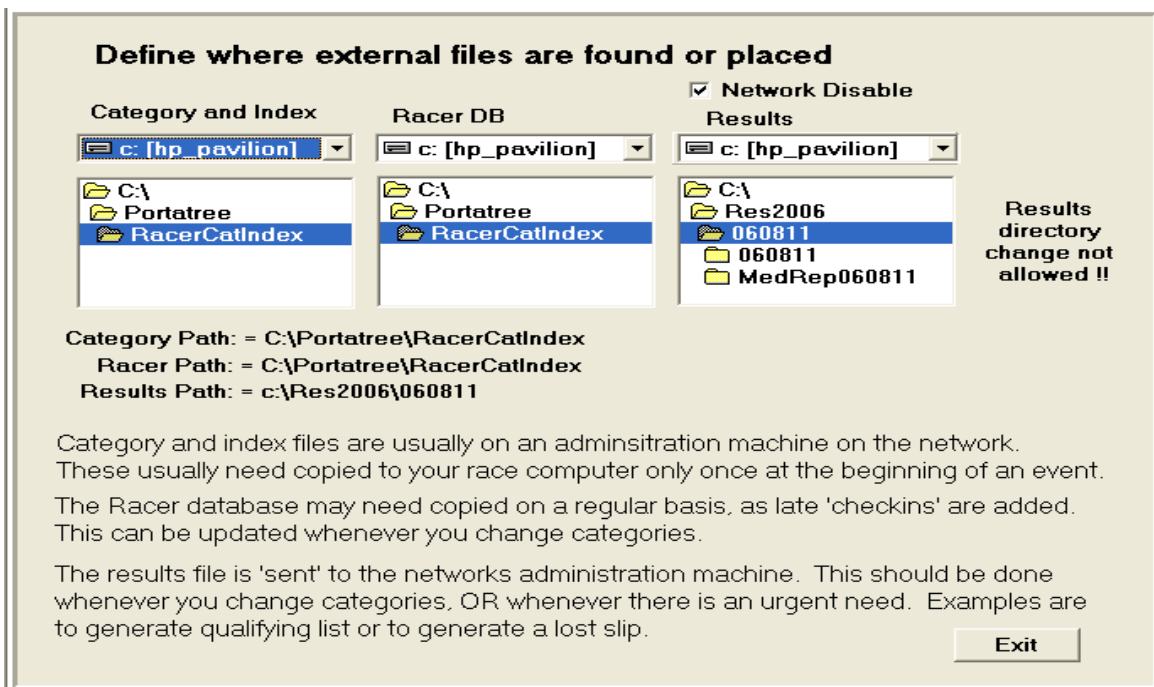 Define where external files are found or placed
Network Disable
Category and Index
Racer DB
Results
c: [hp_pavilion]
c: [hp_pavilion]
c: [hp_pavilion]
C:\
Portatree
RacerCatIndex
C:\
Portatree
RacerCatIndex
C:\
Res2006
060811
060811
MedRep060811
Results
directory
change not
allowed !!
Category Path: = C:\Portatree\RacerCatIndex
Racer Path: = C:\Portatree\RacerCatIndex
Results Path: = c:\Res2006\060811
Category and index files are usually on an adminsitration machine on the network.
These usually need copied to your race computer only once at the beginning of an event.
The Racer database may need copied on a regular basis, as late 'checkins' are added.
This can be updated whenever you change categories.
The results file is 'sent' to the networks administration machine.  This should be done
whenever you change categories, OR whenever there is an urgent need.  Examples are
to generate qualifying list or to generate a lost slip.
Exit